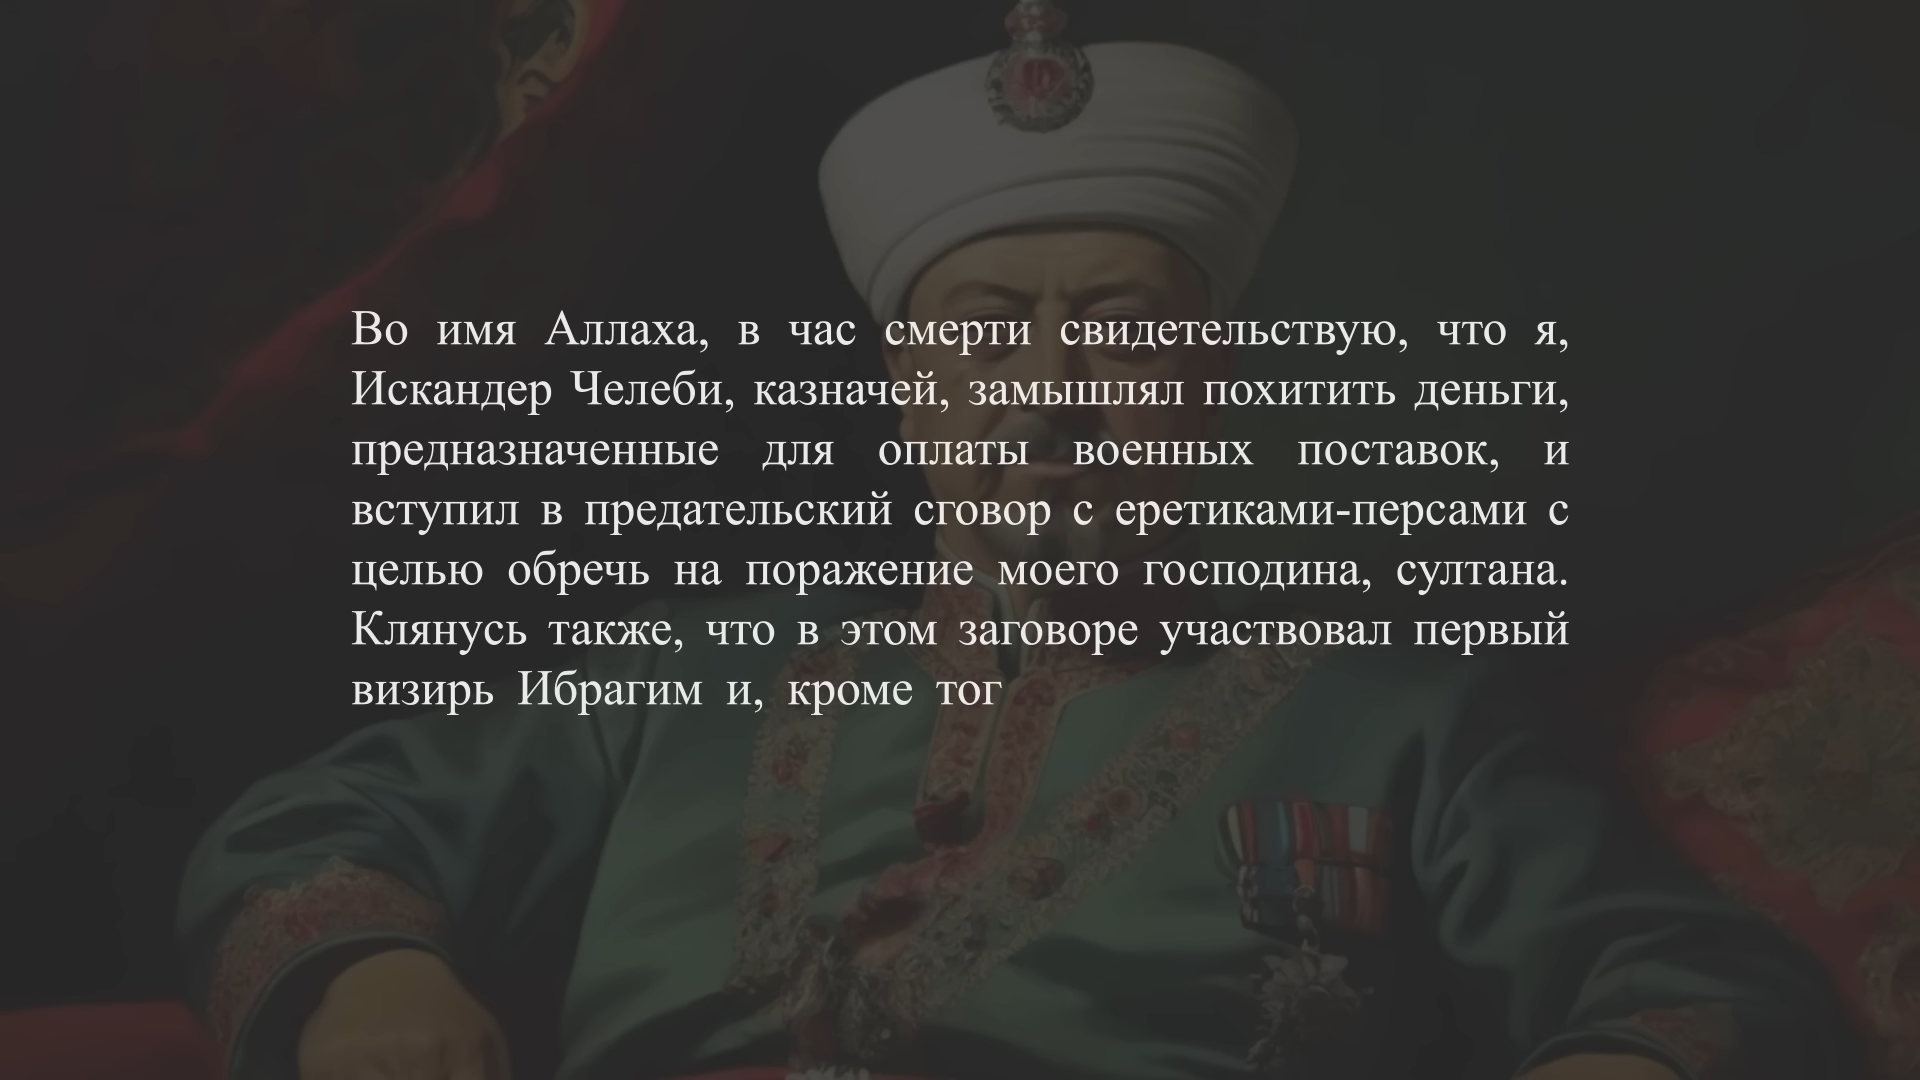 Во имя Аллаха, в час смерти свидетельствую, что я,
Искандер Челеби, казначей, замышлял похитить деньги,
предназначенные для оплаты военных поставок, и
вступил в предательский сговор с еретиками-персами с
целью обречь на поражение моего господина, султана.
Клянусь также, что в этом заговоре участвовал первый
визирь Ибрагим и, кроме тог